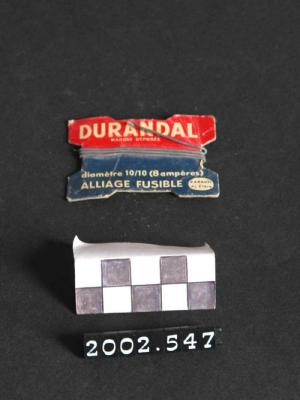 DURANDAL
MARQUE DÉPOSÉE
diamètre 10/10 (8 ampères)
ALLIAGE FUSIBLE
2002.547